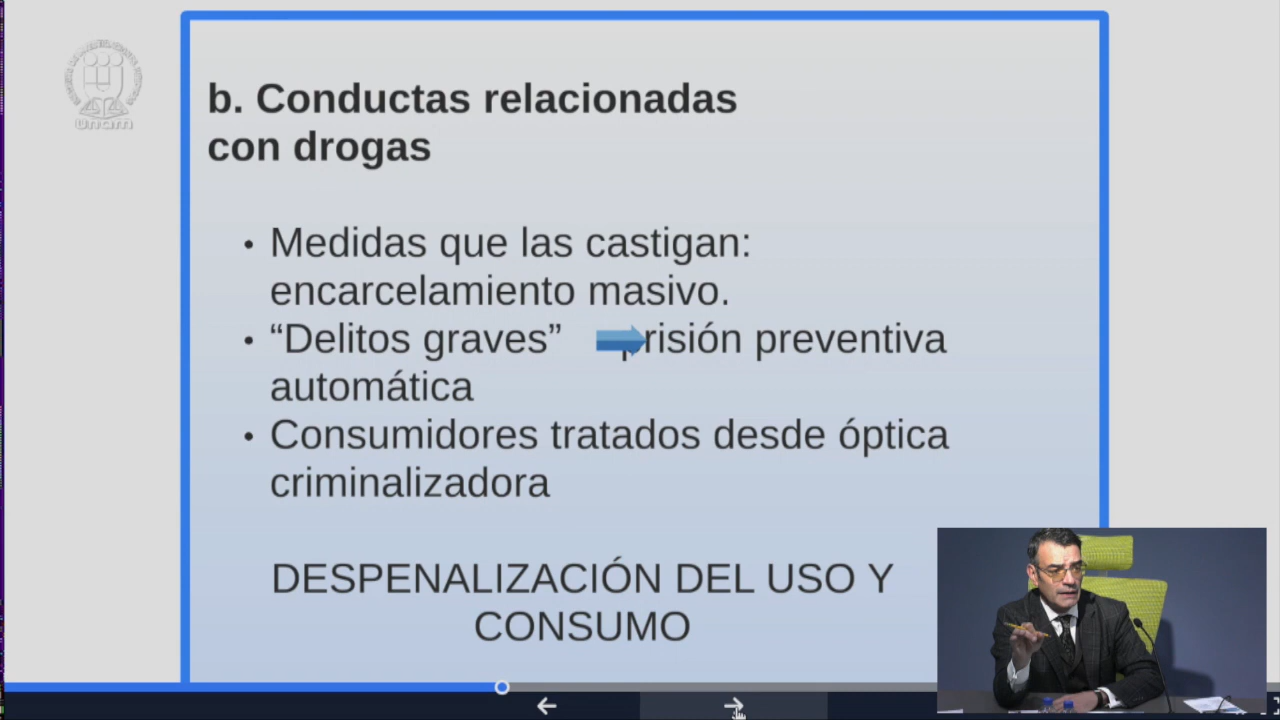 unam
b. Conductas relacionadas
con drogas
• Medidas que las castigan:
encarcelamiento masivo.
• “Delitos graves” prisión preventiva
automática
• Consumidores tratados desde óptica
criminalizadora
DESPENALIZACIÓN DEL USO Y
CONSUMO